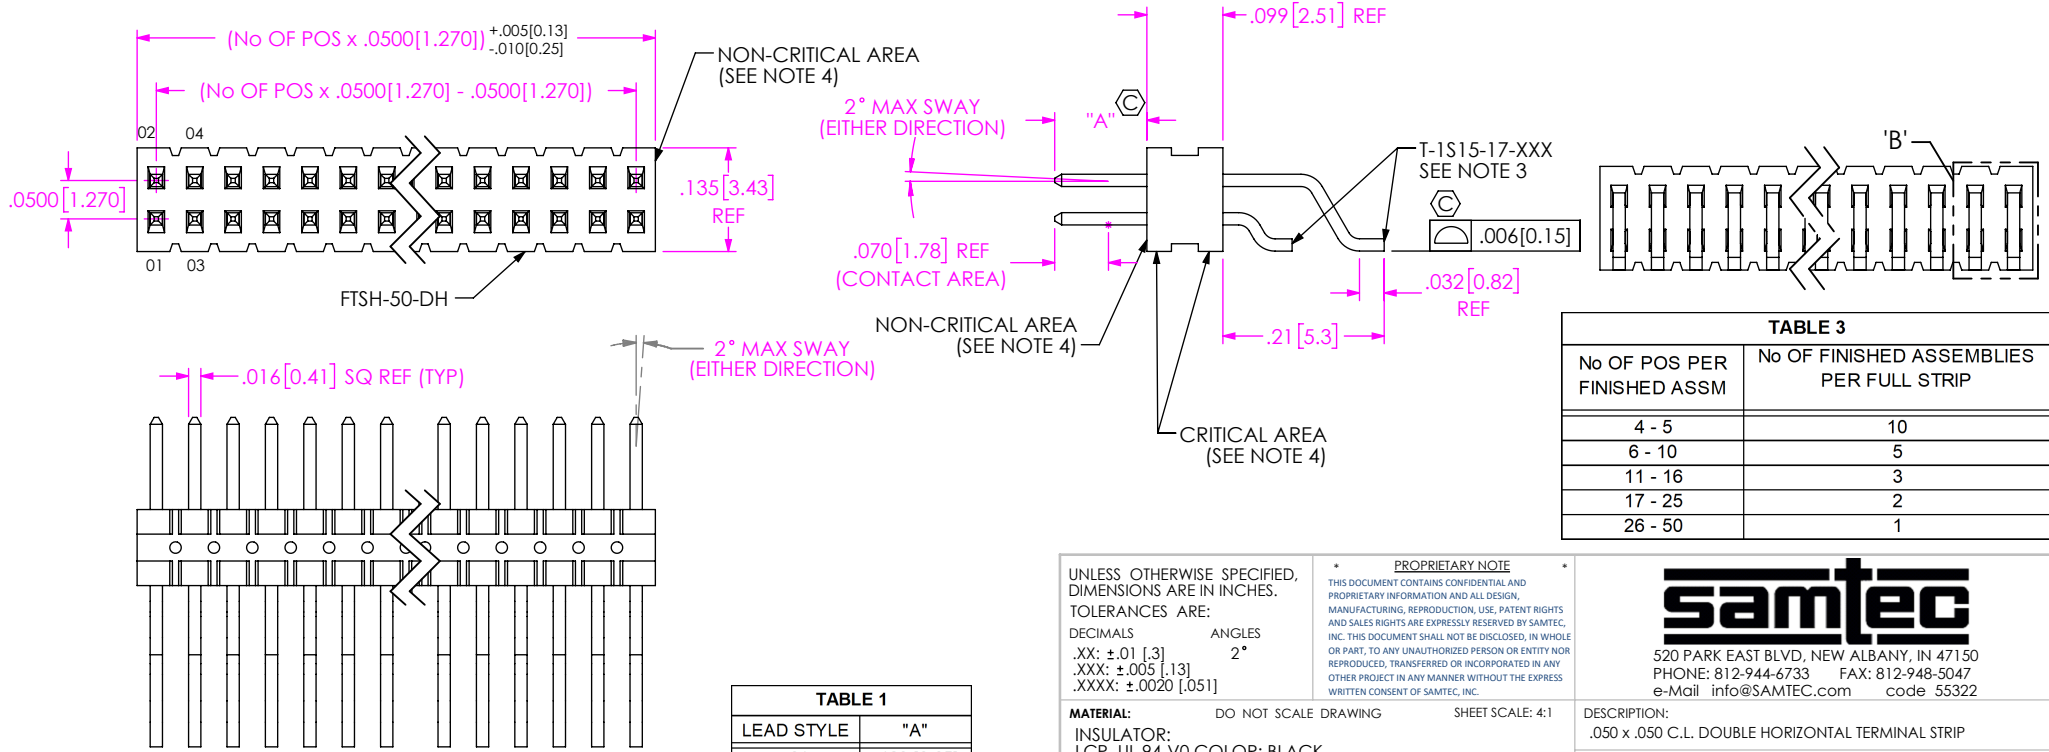 (No OF POS x .0500[1.270]) +.005[0.13] -.010[0.25]
(No OF POS x .0500[1.270] - .0500[1.270])
NON-CRITICAL AREA
(SEE NOTE 4)
02 04
.0500[1.270]
.135[3.43]
REF
01 03
FTSH-50-DH
.099[2.51] REF
2° MAX SWAY
(EITHER DIRECTION)
"A"
C
T-1S15-17-XXX
SEE NOTE 3
C
.006[0.15]
.070[1.78] REF
(CONTACT AREA)
*
.032[0.82]
REF
NON-CRITICAL AREA
(SEE NOTE 4)
.21[5.3]
CRITICAL AREA
(SEE NOTE 4)
'B'
2° MAX SWAY
(EITHER DIRECTION)
.016[0.41] SQ REF (TYP)
TABLE 3
No OF POS PER FINISHED ASSM
No OF FINISHED ASSEMBLIES PER FULL STRIP
4 - 5 10
6 - 10 5
11 - 16 3
17 - 25 2
26 - 50 1
TABLE 1
LEAD STYLE "A"
UNLESS OTHERWISE SPECIFIED,
DIMENSIONS ARE IN INCHES.
TOLERANCES ARE:
DECIMALS ANGLES
.XX: ±.01 [.3] 2°
.XXX: ±.005 [.13]
.XXXX: ±.0020 [.051]
* PROPRIETARY NOTE *
THIS DOCUMENT CONTAINS CONFIDENTIAL AND
PROPRIETARY INFORMATION AND ALL DESIGN,
MANUFACTURING, REPRODUCTION, USE, PATENT RIGHTS
AND SALES RIGHTS ARE EXPRESSLY RESERVED BY SAMTEC,
INC. THIS DOCUMENT SHALL NOT BE DISCLOSED, IN WHOLE
OR PART, TO ANY UNAUTHORIZED PERSON OR ENTITY NOR
REPRODUCED, TRANSFERRED OR INCORPORATED IN ANY
OTHER PROJECT IN ANY MANNER WITHOUT THE EXPRESS
WRITTEN CONSENT OF SAMTEC, INC.
samtec
520 PARK EAST BLVD, NEW ALBANY, IN 47150
PHONE: 812-944-6733 FAX: 812-948-5047
e-Mail info@SAMTEC.com code 55322
MATERIAL: DO NOT SCALE DRAWING SHEET SCALE: 4:1
INSULATOR:
LCP, UL 94 V0 COLOR: BLACK
DESCRIPTION:
.050 x .050 C.L. DOUBLE HORIZONTAL TERMINAL STRIP